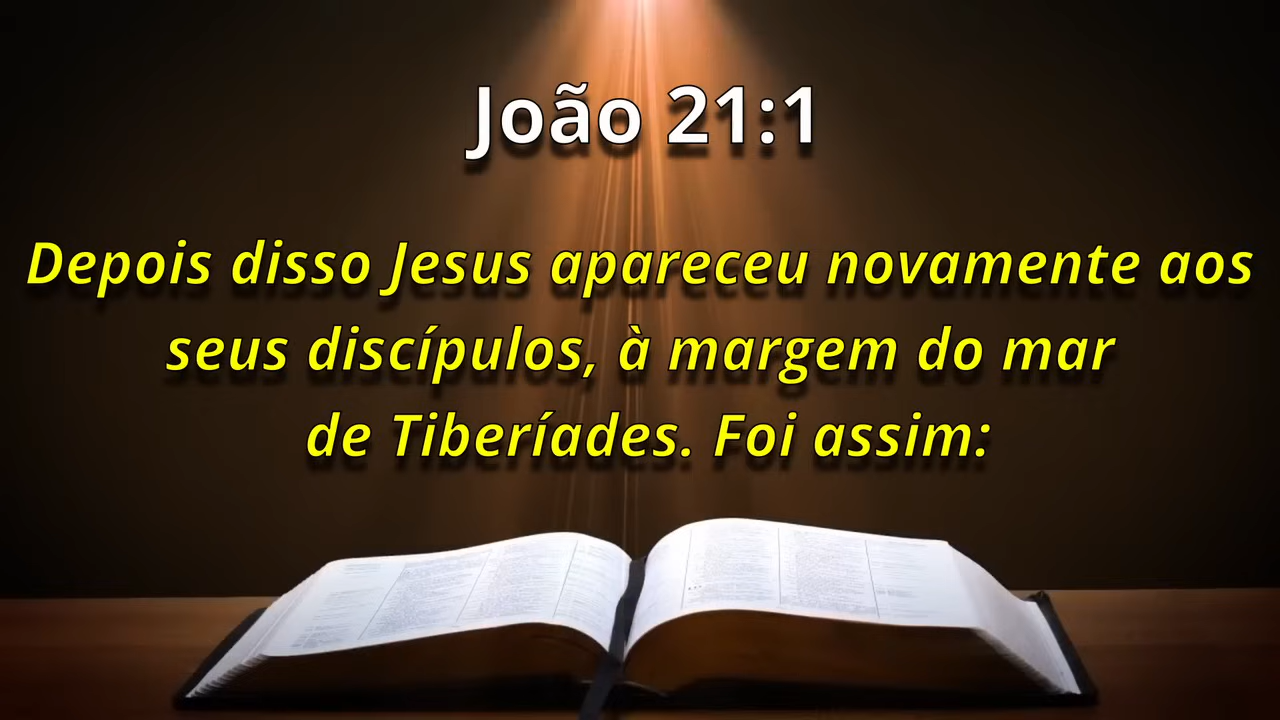 João 21:1
Depois disso Jesus apareceu novamente aos
seus discípulos, à margem do mar
de Tiberíades. Foi assim: